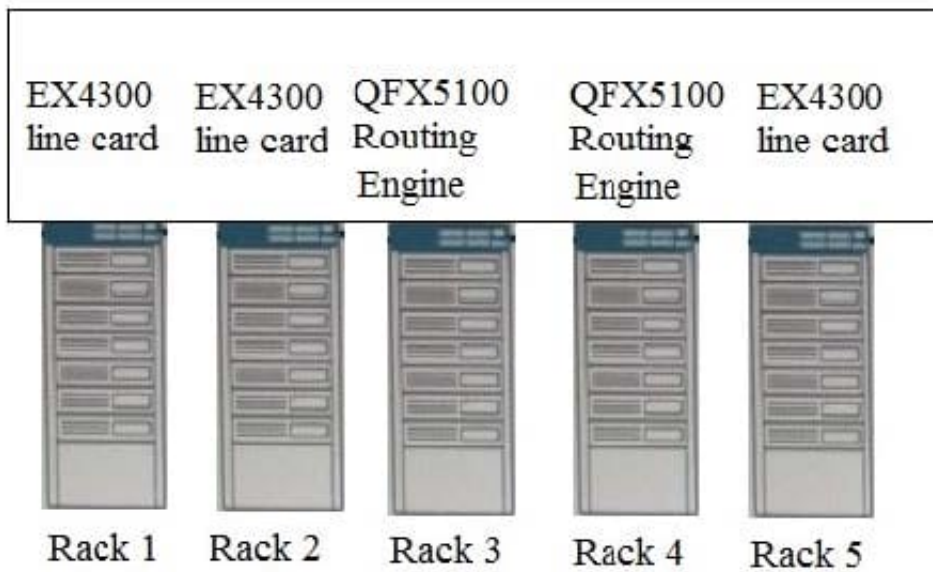 EX4300
line card
EX4300
line card
QFX5100
Routing
Engine
QFX5100
Routing
Engine
EX4300
line card
Rack 1
Rack 2
Rack 3
Rack 4
Rack 5